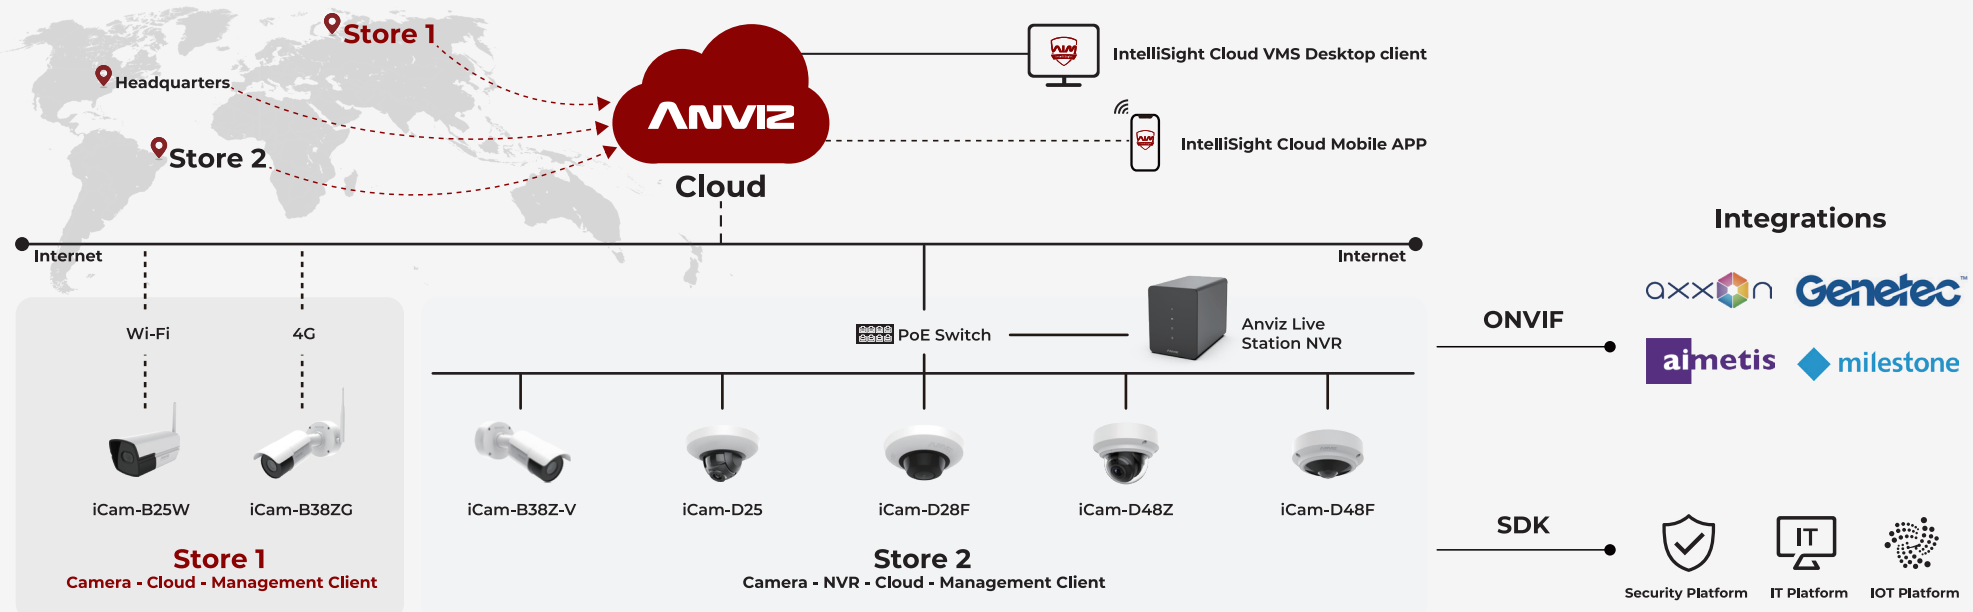 Store 1
Headquarters
Store 2
ANVIZ
Cloud
IntelliSight Cloud VMS Desktop client
IntelliSight Cloud Mobile APP
Internet
Internet
Integrations
Wi-Fi
4G
PoE Switch
Anviz Live
Station NVR
ONVIF
axxon
Genetec™
aimetis
milestone
iCam-B25W
iCam-B38ZG
iCam-B38Z-V
iCam-D25
iCam-D28F
iCam-D48Z
iCam-D48F
Store 1
Camera - Cloud - Management Client
Store 2
Camera - NVR - Cloud - Management Client
SDK
IT
Security Platform
IT Platform
IOT Platform